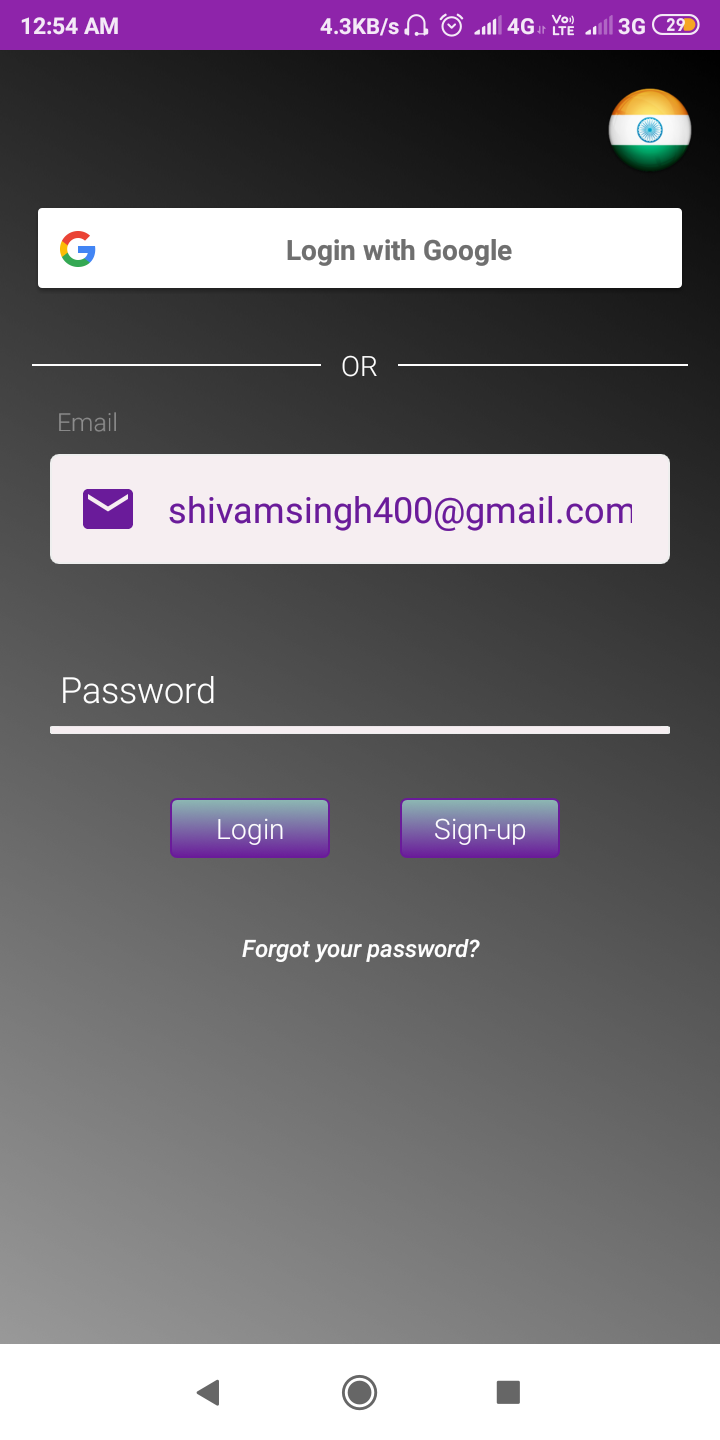 12:54 AM 4.3KB/s 4G Vo) LTE 3G 29
Login with Google
OR
Email
shivamsingh400@gmail.com
Password
Login Sign-up
Forgot your password?